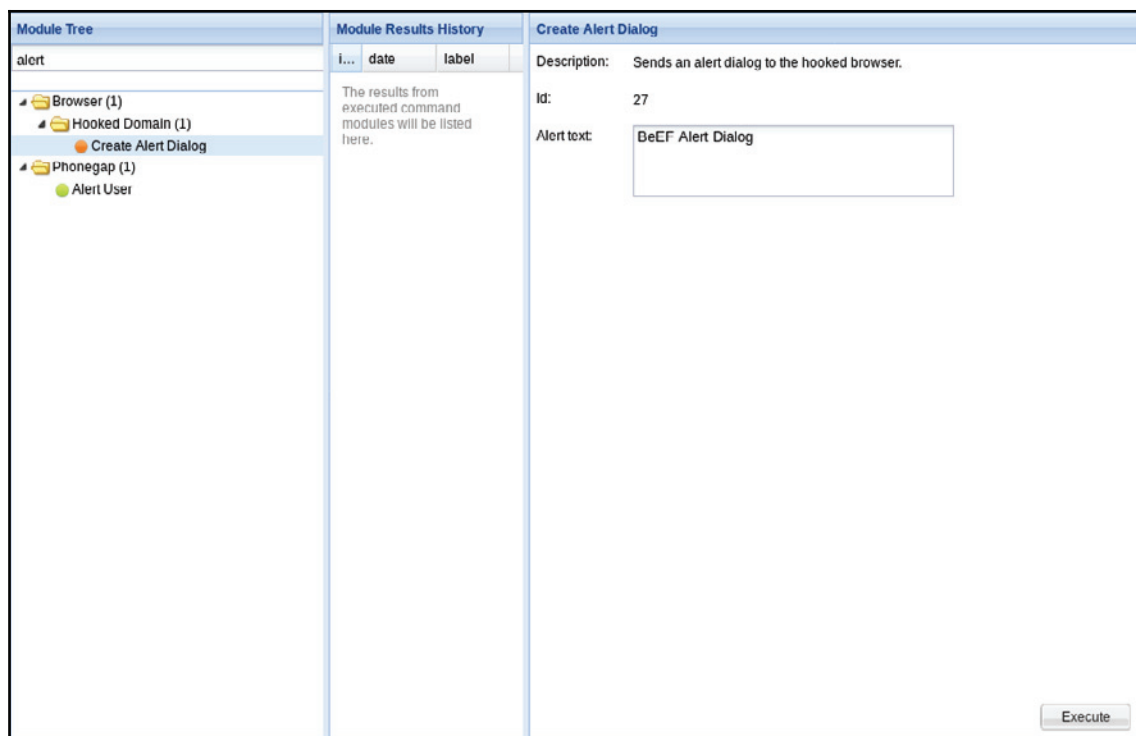 Module Tree
alert
Browser (1)
Hooked Domain (1)
Create Alert Dialog
Phonegap (1)
Alert User
Module Results History
i... date label
The results from
executed command
modules will be listed
here.
Create Alert Dialog
Description: Sends an alert dialog to the hooked browser.
Id: 27
Alert text: BeEF Alert Dialog
Execute